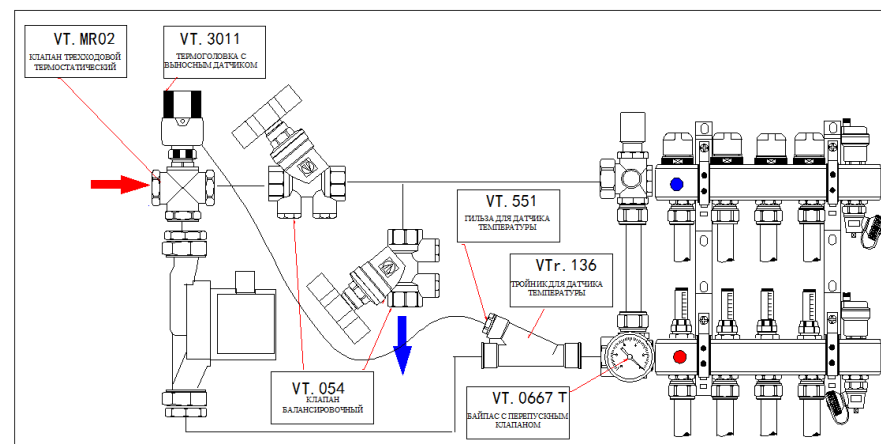 VT. MR02
КЛАПАН ТРЕХХОДОВОЙ
ТЕРМОСТАТИЧЕСКИЙ
VT. 3011
ТЕРМОГОЛОВКА С
ВЫНОСНЫМ ДАТЧИКОМ
VT. 551
ГИЛЬЗА ДЛЯ ДАТЧИКА
ТЕМПЕРАТУРЫ
VTr. 136
ТРОЙНИК ДЛЯ ДАТЧИКА
ТЕМПЕРАТУРЫ
VT. 054
КЛАПАН
БАЛАНСИРОВОЧНЫЙ
VT. 0667 T
БАЙПАС С ПЕРЕПУСКНЫМ
КЛАПАНОМ